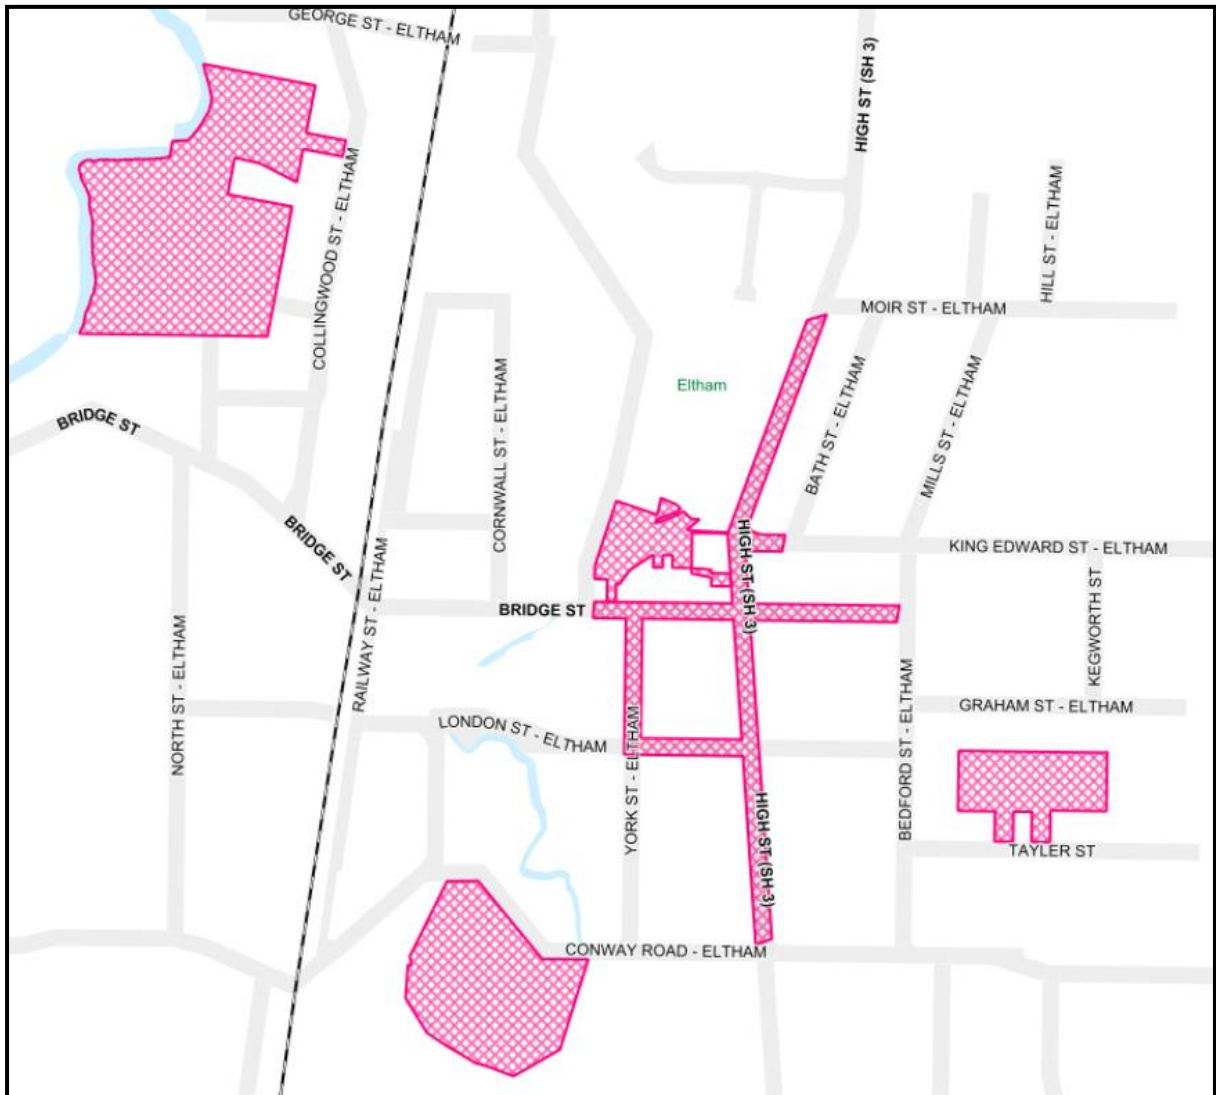 GEORGE ST - ELTHAM
HIGH ST (SH 3)
COLLINGWOOD ST - ELTHAM
HILL ST - ELTHAM
MOIR ST - ELTHAM
Eltham
BATH ST - ELTHAM
MILLS ST - ELTHAM
CORNWALL ST - ELTHAM
BRIDGE ST
BRIDGE ST
HIGH ST (SH 3)
KING EDWARD ST - ELTHAM
RAILWAY ST - ELTHAM
BRIDGE ST
KEGWORTH ST
NORTH ST - ELTHAM
LONDON ST - ELTHAM
YORK ST - ELTHAM
BEDFORD ST - ELTHAM
GRAHAM ST - ELTHAM
HIGH ST (SH 3)
TAYLER ST
CONWAY ROAD - ELTHAM